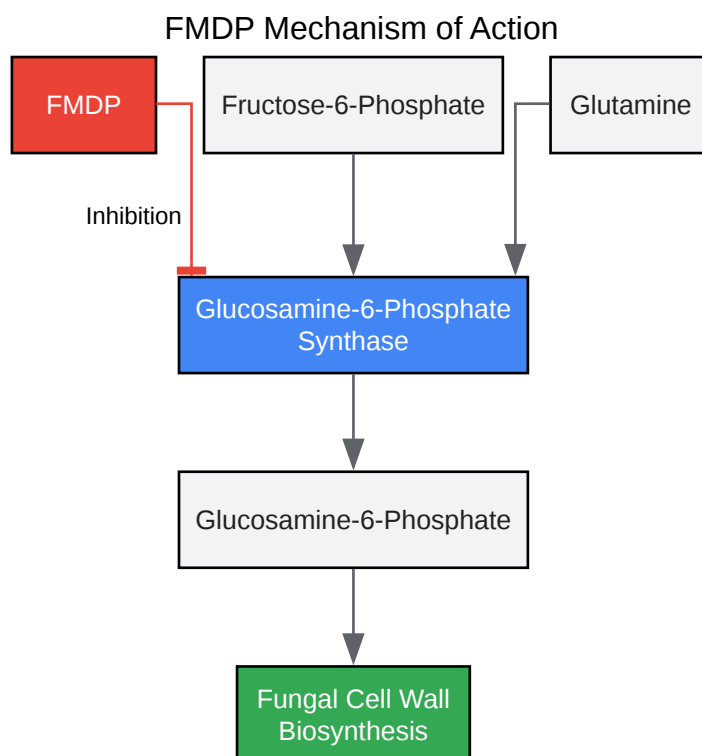 FMDP Mechanism of Action
FMDP
Fructose-6-Phosphate
Glutamine
Inhibition
Glucosamine-6-Phosphate
Synthase
Glucosamine-6-Phosphate
Fungal Cell Wall
Biosynthesis